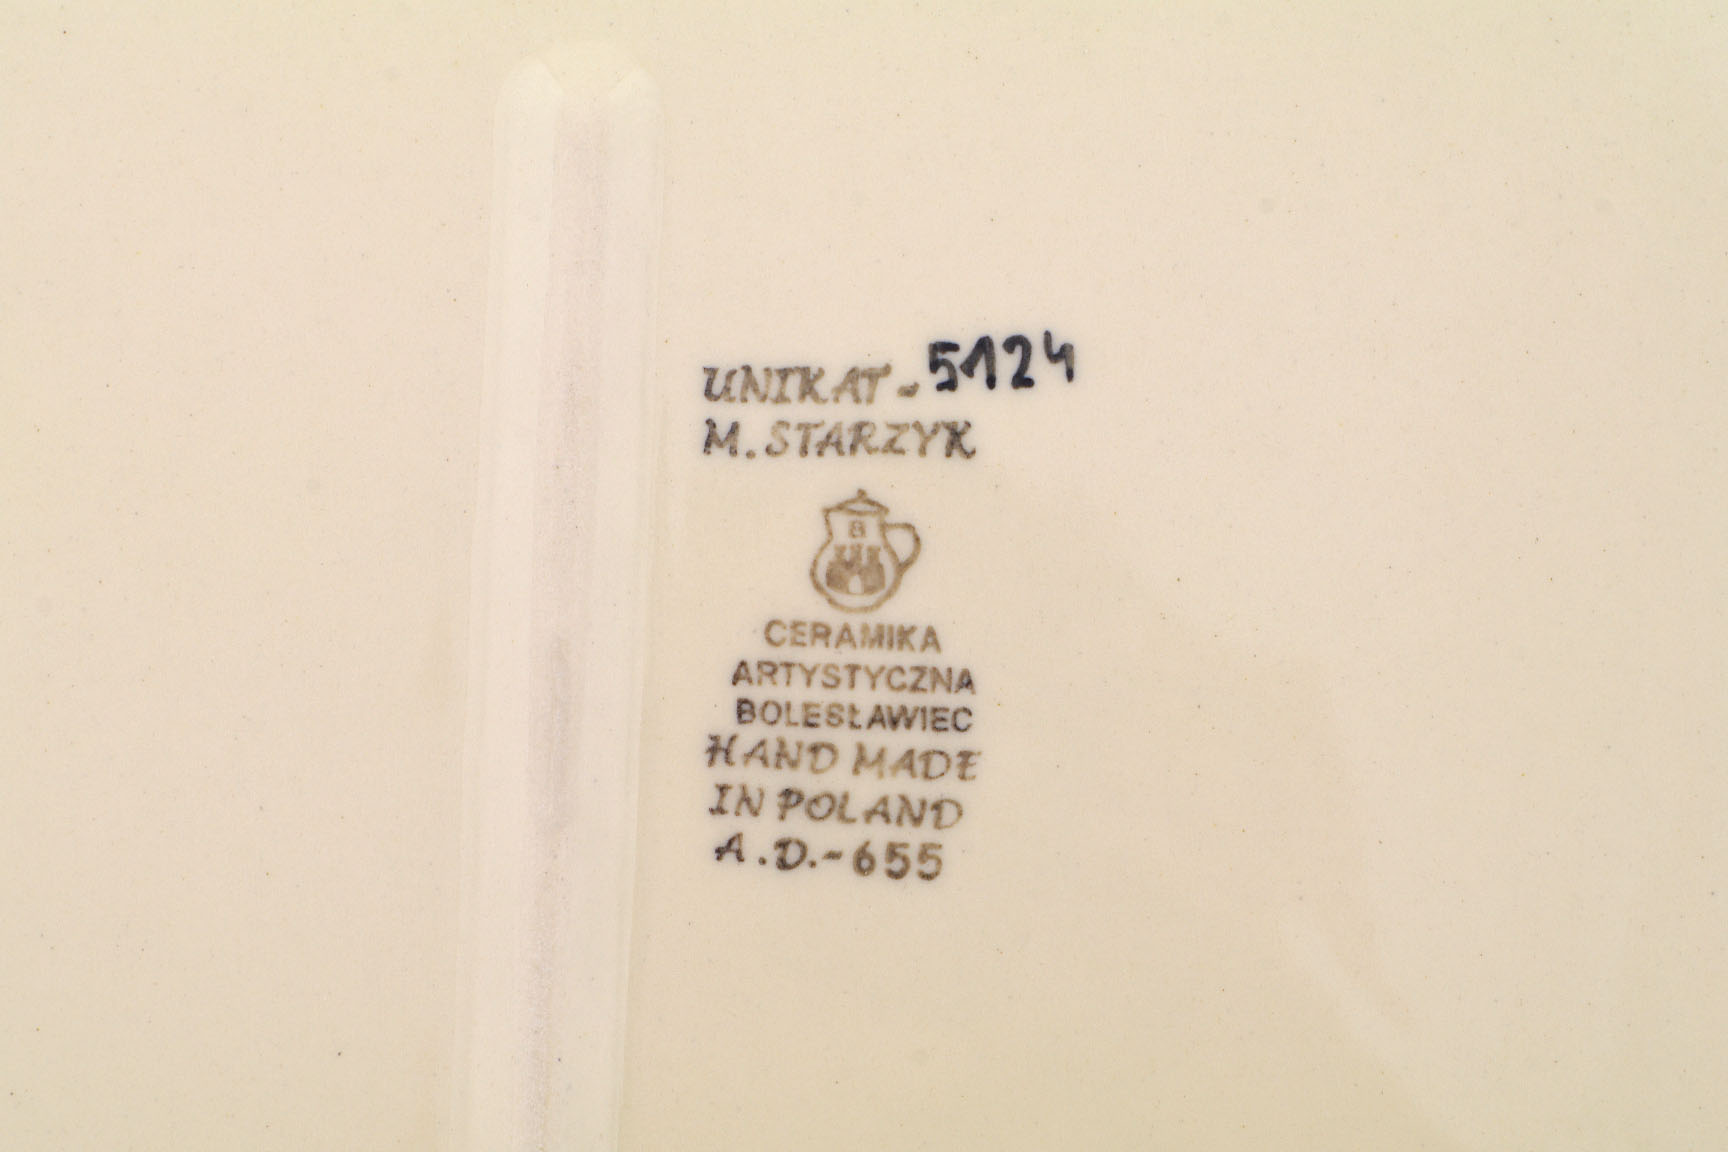 UNIKAT-5124
M. STARZYK
B
CERAMIKA
ARTYSTYCZNA
BOLESŁAWIEC
HAND MADE
IN POLAND
A.D.-655